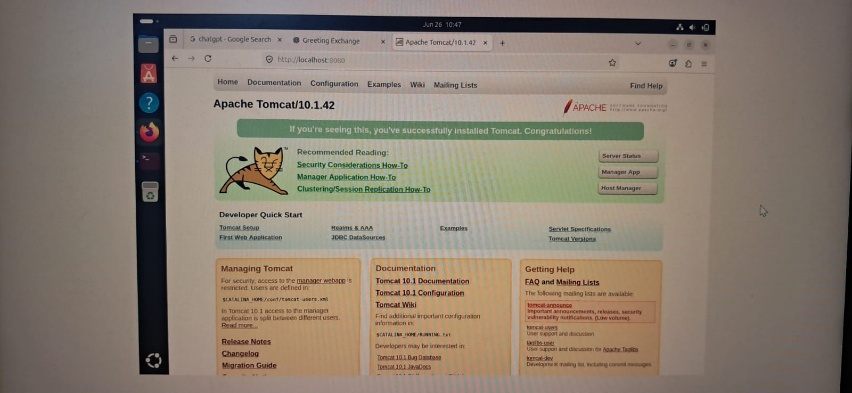 Jun 26 10:47
chatgpt - Google Search
Greeting Exchange
Apache Tomcat/10.1.42
http://localhost:8080
Home Documentation Configuration Examples Wiki Mailing Lists Find Help
Apache Tomcat/10.1.42
APACHE
If you're seeing this, you've successfully installed Tomcat. Congratulations!
Recommended Reading:
Security Considerations How-To
Manager Application How-To
Clustering/Session Replication How-To
Server Status
Manager App
Host Manager
Developer Quick Start
Tomcat Setup
First Web Application
Realms & AAA
JDBC DataSources
Examples
Servlet Specifications
Tomcat Versions
Managing Tomcat
For security, access to the manager webapp is
restricted. Users are defined in:
$CATALINA_HOME/conf/tomcat-users.xml
In Tomcat 10.1 access to the manager
application is split between different users.
Read more...
Release Notes
Changelog
Migration Guide
Documentation
Tomcat 10.1 Documentation
Tomcat 10.1 Configuration
Tomcat Wiki
Find additional important configuration
information in:
$CATALINA_HOME/RUNNING.txt
Developers may be interested in:
Tomcat 10.1 Bug Database
Tomcat 10.1 JavaDocs
Getting Help
FAQ and Mailing Lists
The following mailing lists are available:
tomcat-announce
Important announcements, releases, security
vulnerability notifications. (Low volume).
tomcat-users
User support and discussion
taglibs-user
User support and discussion for Apache Taglibs
tomcat-dev
Development mailing list, including commit messages